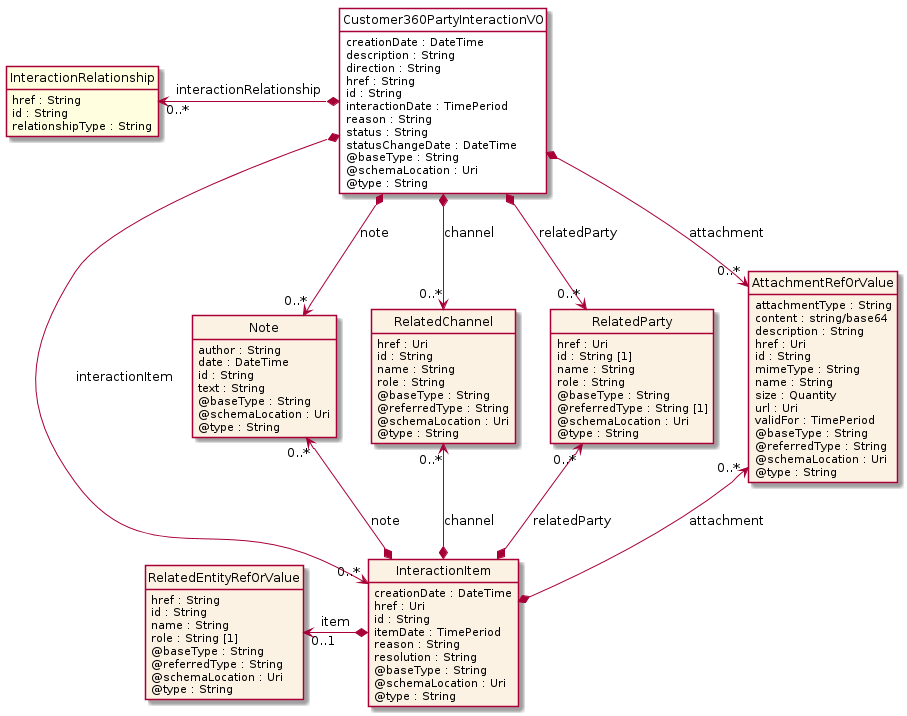 Customer360PartyInteractionVO
creationDate : DateTime
description : String
direction : String
href : String
id : String
interactionDate : TimePeriod
reason : String
status : String
statusChangeDate : DateTime
@baseType : String
@schemaLocation : Uri
@type : String
InteractionRelationship
href : String
id : String
relationshipType : String
interactionRelationship
0..*
note
channel
relatedParty
attachment
0..*
0..*
0..*
0..*
AttachmentRefOrValue
attachmentType : String
content : string/base64
description : String
href : Uri
id : String
mimeType : String
name : String
size : Quantity
url : Uri
validFor : TimePeriod
@baseType : String
@referredType : String
@schemaLocation : Uri
@type : String
Note
author : String
date : DateTime
id : String
text : String
@baseType : String
@schemaLocation : Uri
@type : String
RelatedChannel
href : Uri
id : String
name : String
role : String
@baseType : String
@referredType : String
@schemaLocation : Uri
@type : String
RelatedParty
href : Uri
id : String [1]
name : String
role : String
@baseType : String
@referredType : String [1]
@schemaLocation : Uri
@type : String
interactionItem
0..*
0..*
0..*
0..*
note
channel
relatedParty
attachment
0..*
InteractionItem
creationDate : DateTime
href : Uri
id : String
itemDate : TimePeriod
reason : String
resolution : String
@baseType : String
@schemaLocation : Uri
@type : String
RelatedEntityRefOrValue
href : String
id : String
name : String
role : String [1]
@baseType : String
@referredType : String
@schemaLocation : Uri
@type : String
item
0..1